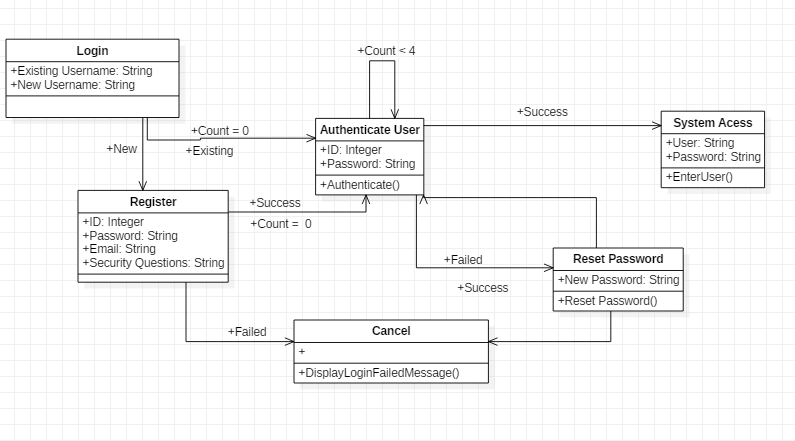 Login
+Existing Username: String
+New Username: String
+Count < 4
+Count = 0
+Existing
+New
Authenticate User
+ID: Integer
+Password: String
+Authenticate()
+Success
System Acess
+User: String
+Password: String
+EnterUser()
Register
+ID: Integer
+Password: String
+Email: String
+Security Questions: String
+Success
+Count =  0
+Failed
+Success
Reset Password
+New Password: String
+Reset Password()
+Failed
Cancel
+
+DisplayLoginFailedMessage()